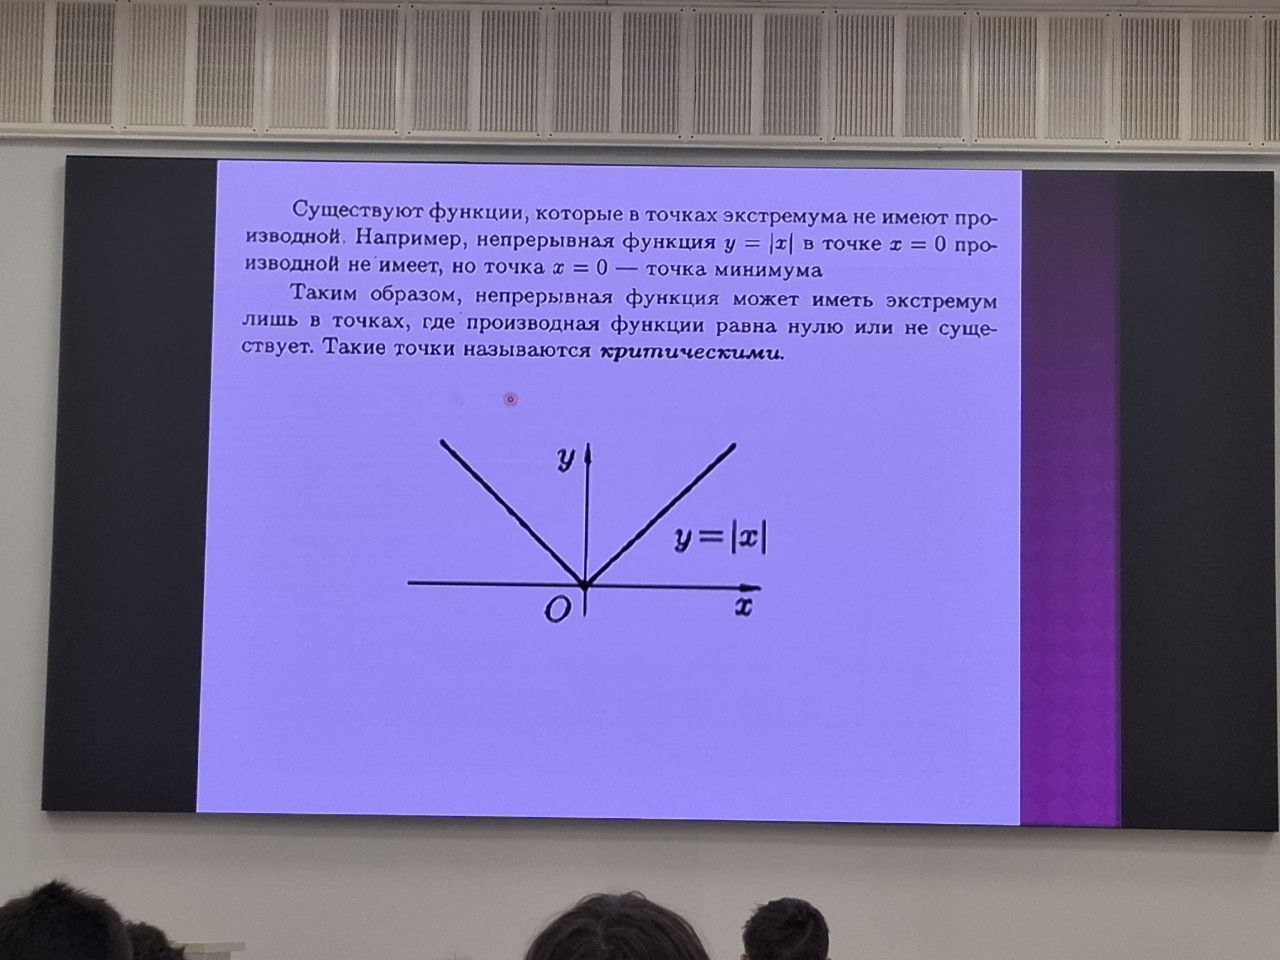 Существуют функции, которые в точках экстремума не имеют про-
изводной. Например, непрерывная функция y = |x| в точке x = 0 про-
изводной не имеет, но точка x = 0 — точка минимума
Таким образом, непрерывная функция может иметь экстремум
лишь в точках, где производная функции равна нулю или не суще-
ствует. Такие точки называются критическими.
y
y=|x|
O
x